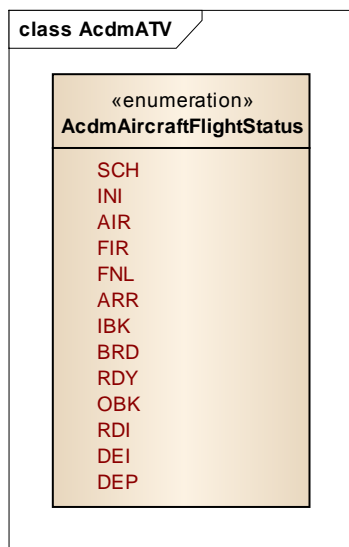 class AcdmATV
«enumeration»
AcdmAircraftFlightStatus
SCH
INI
AIR
FIR
FNL
ARR
IBK
BRD
RDY
OBK
RDI
DEI
DEP